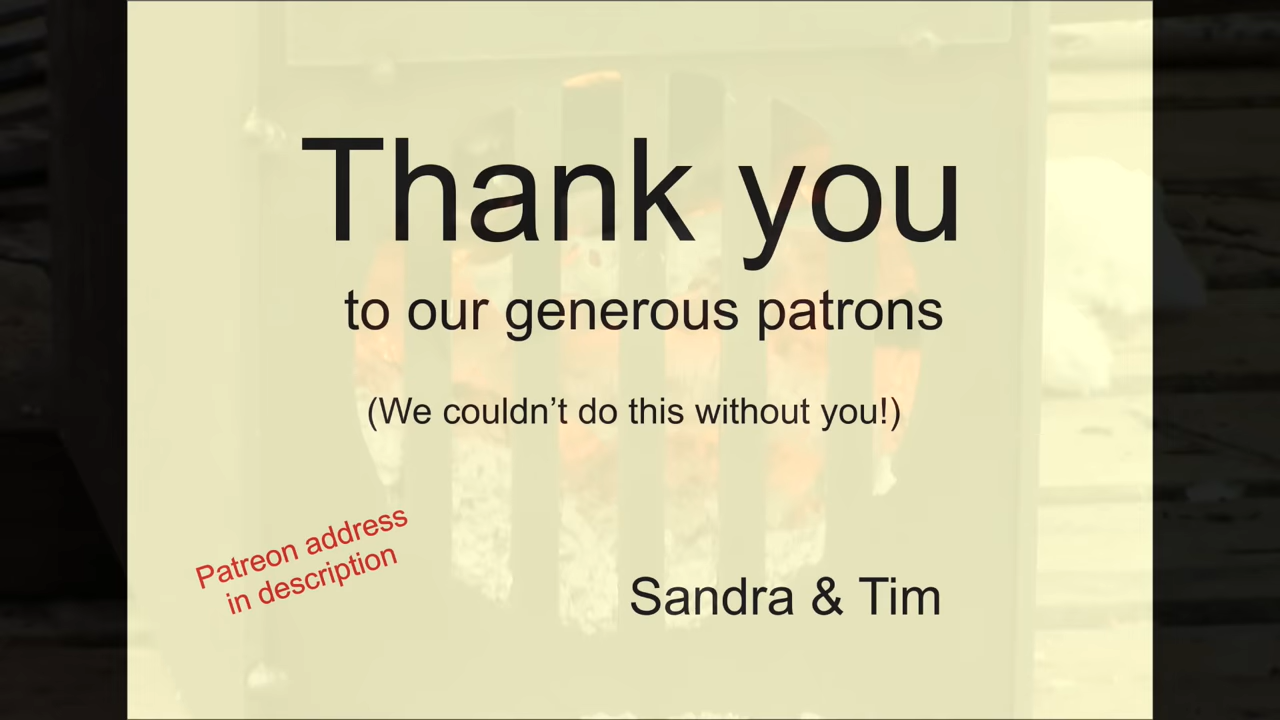 Thank you
to our generous patrons
(We couldn’t do this without you!)
Patreon address
in description
Sandra & Tim